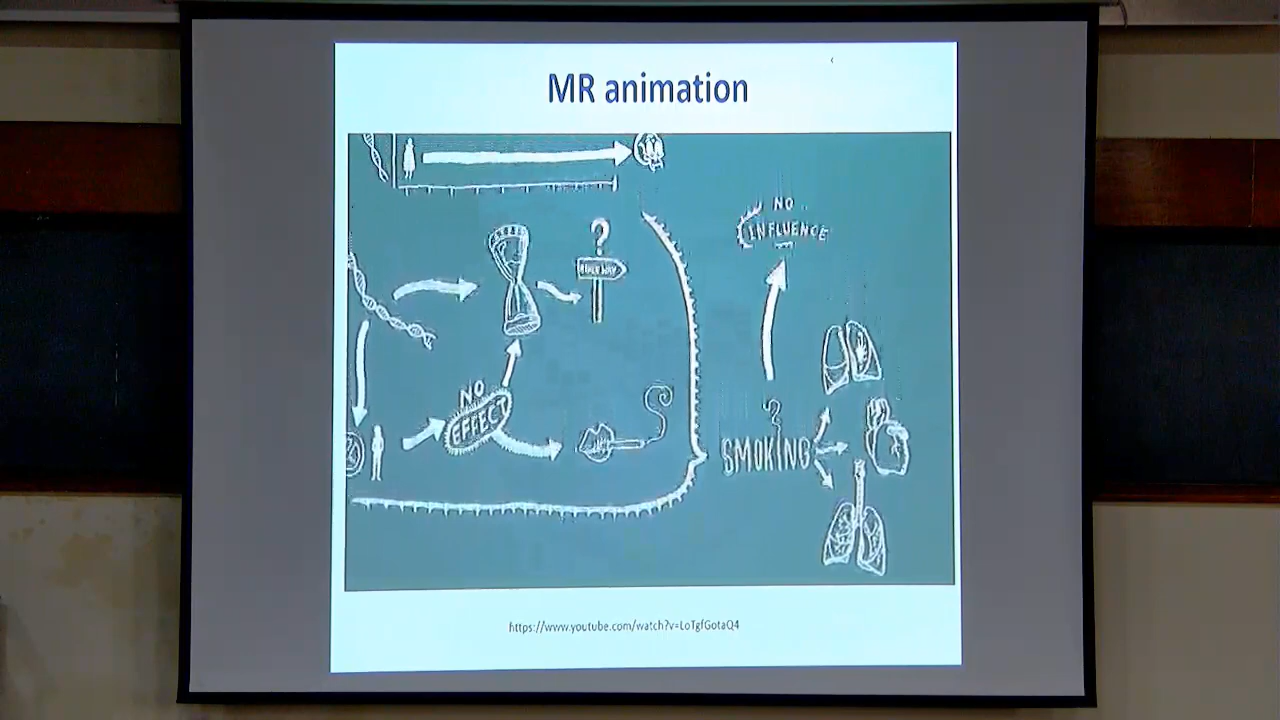 MR animation
NO
INFLUENCE
?
NO
EFFECT
?
SMOKING
https://www.youtube.com/watch?v=LoTgfGotaQ4